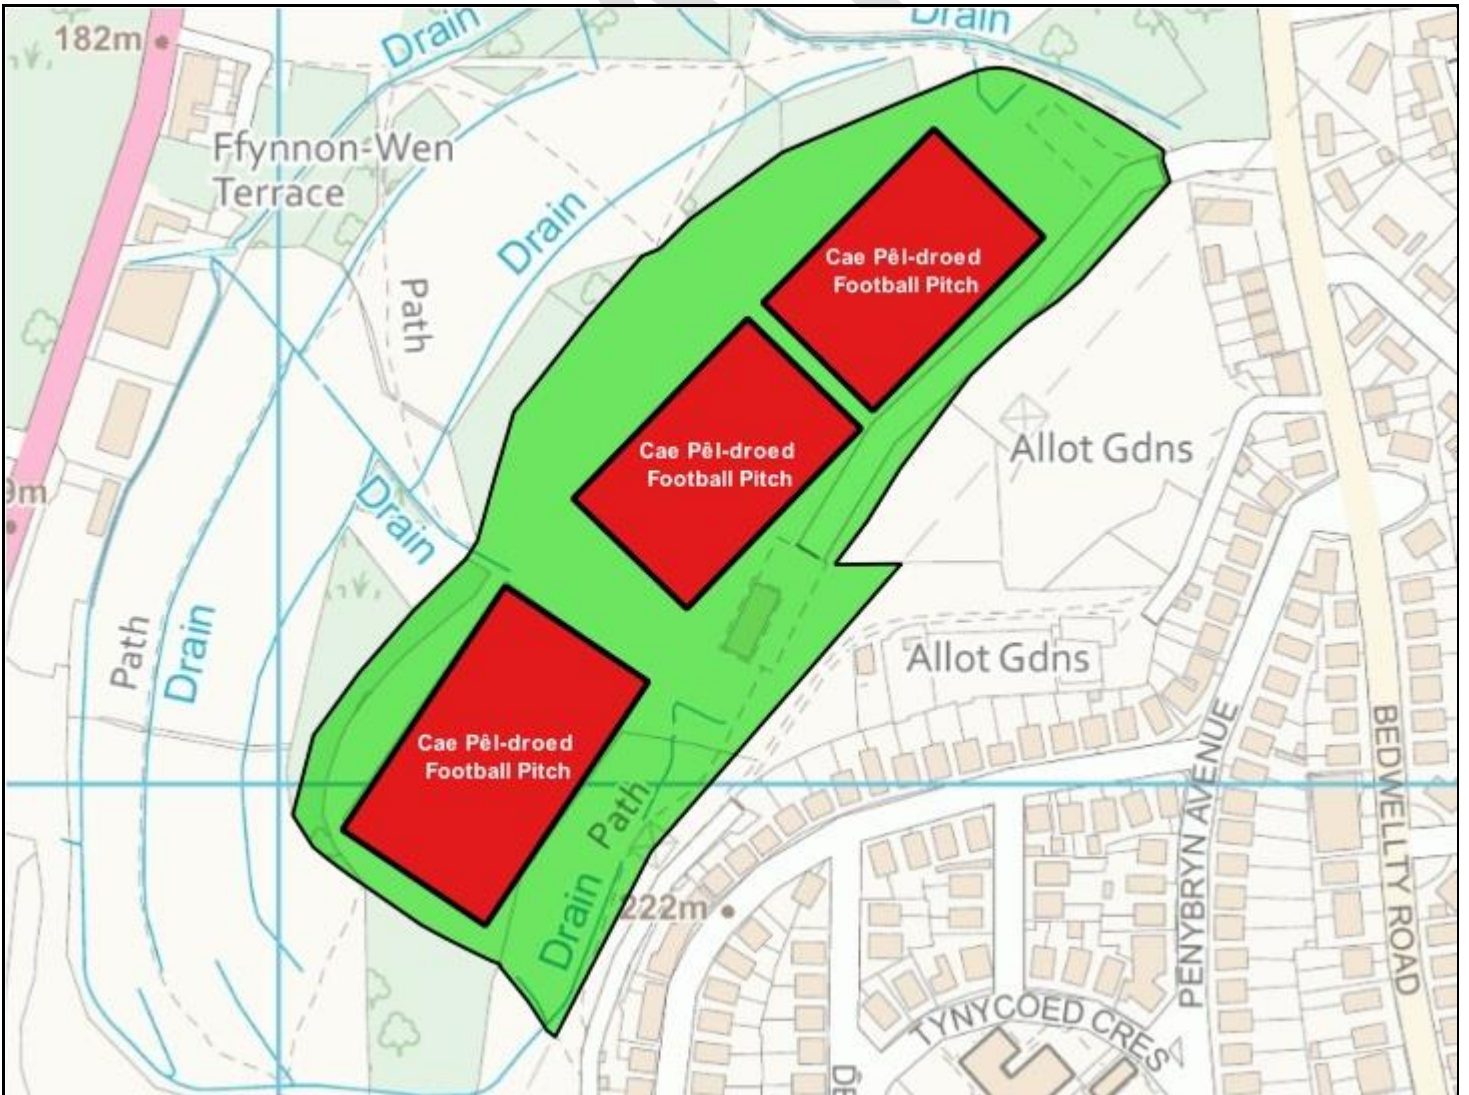 182m
Drain
Drain
Ffynnon-Wen
Terrace
Drain
Path
Cae Pêl-droed
Football Pitch
Cae Pêl-droed
Football Pitch
Allot Gdns
9m
Drain
Path
Drain
Allot Gdns
Cae Pêl-droed
Football Pitch
Path
Drain
222m
PENYBRYN AVENUE
BEDWELLTY ROAD
TYNYCOED CRES